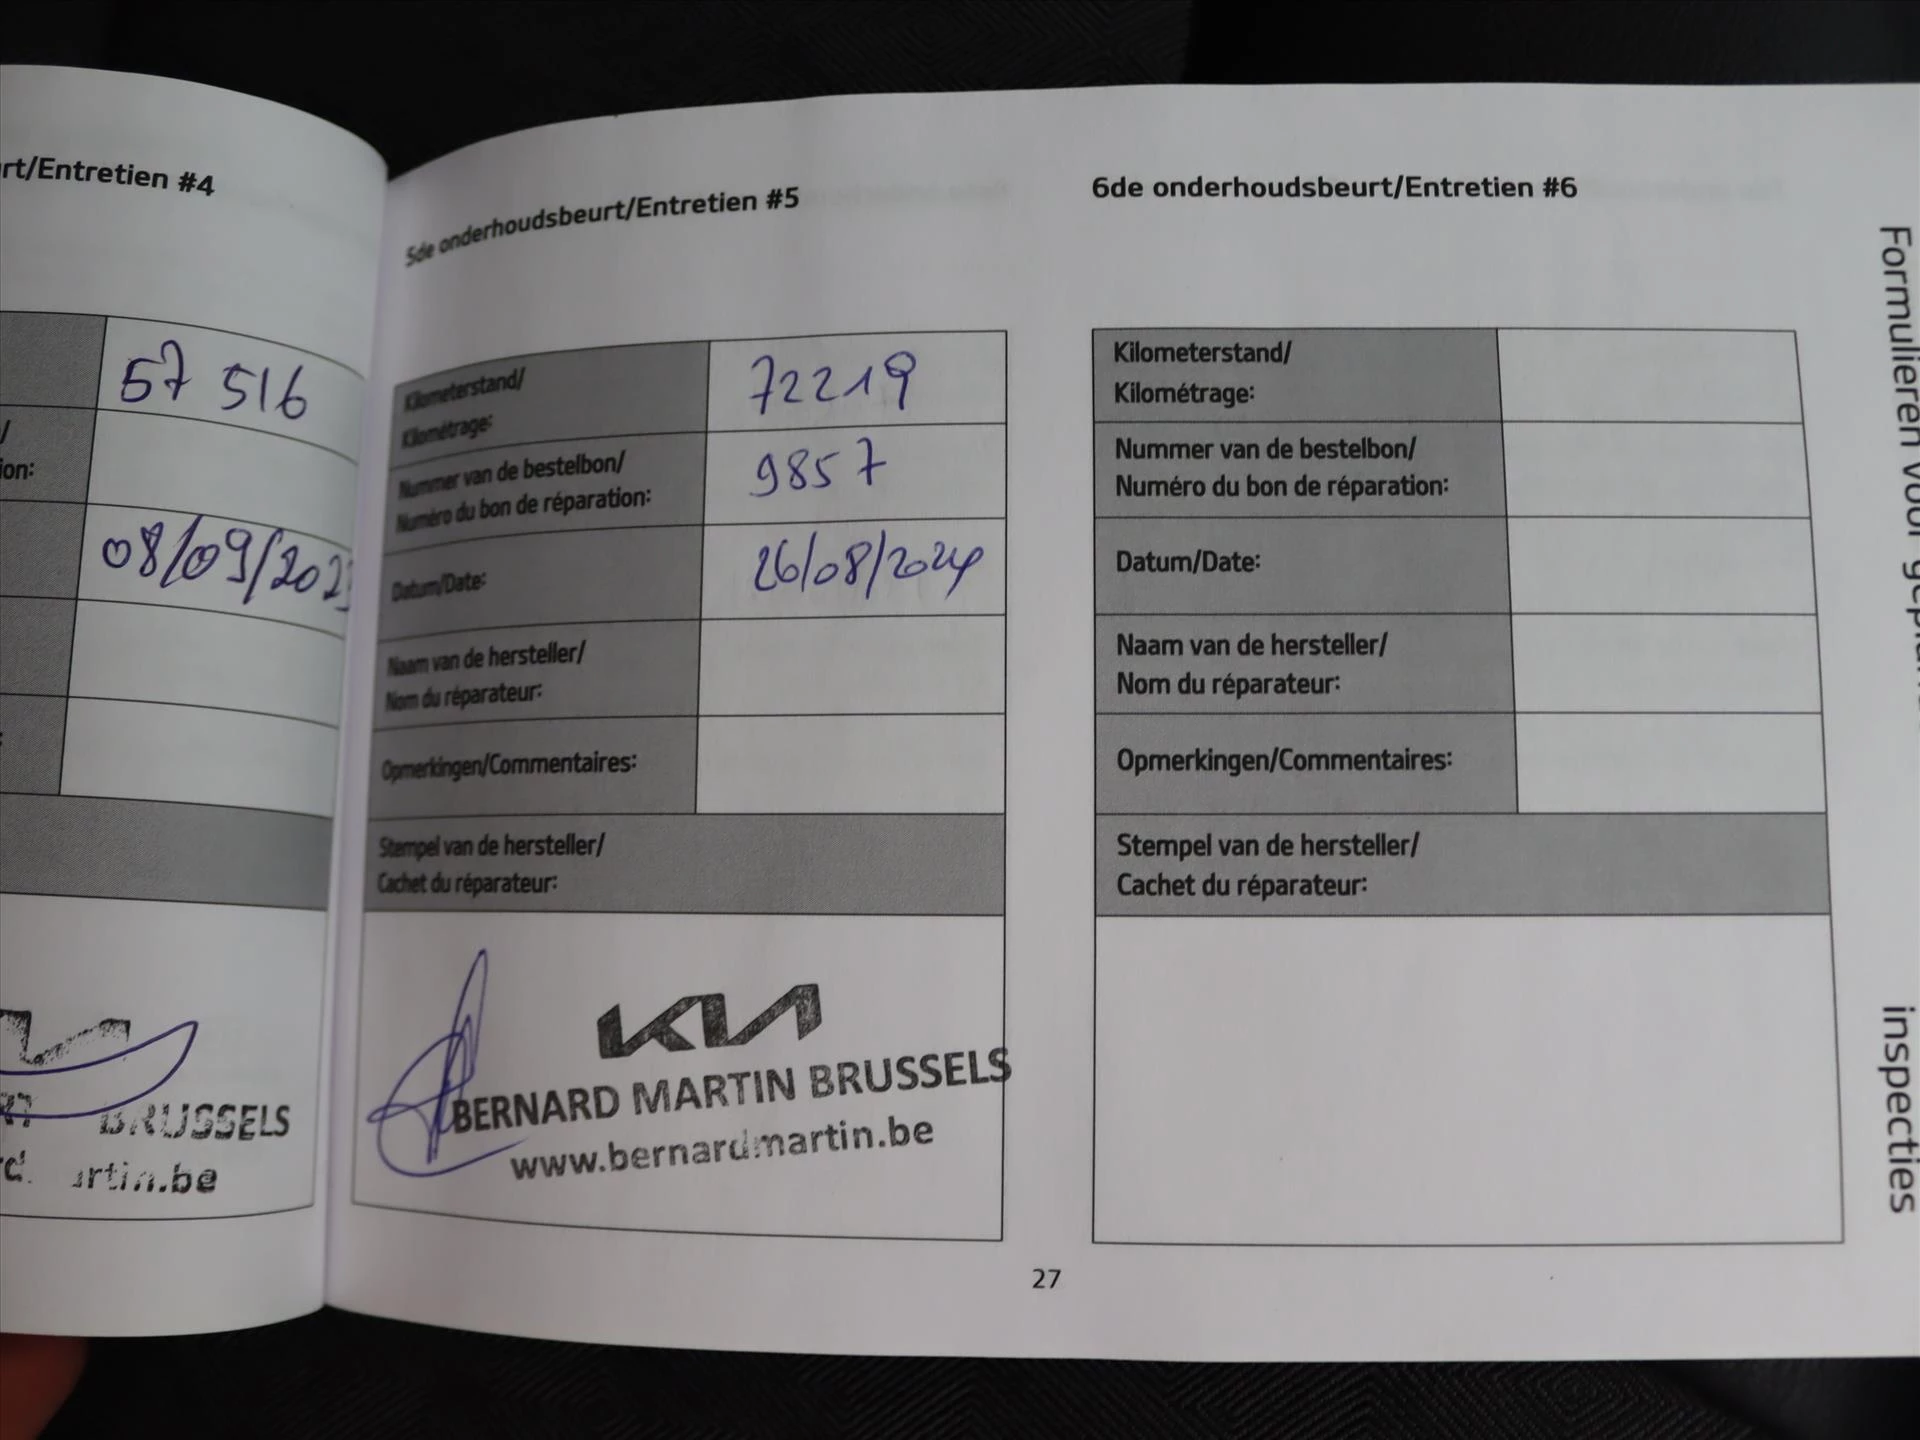 rt/Entretien #4
57 516
/
ion:
08/09/202
:
BRUSSELS
rtin.be
5de onderhoudsbeurt/Entretien #5
Kilometerstand/
Kilométrage:
72219
Nummer van de bestelbon/
Numéro du bon de réparation:
9857
Datum/Date:
26/08/2024
Naam van de hersteller/
Nom du réparateur:
Opmerkingen/Commentaires:
Stempel van de hersteller/
Cachet du réparateur:
KIA
BERNARD MARTIN BRUSSELS
www.bernardmartin.be
6de onderhoudsbeurt/Entretien #6
Kilometerstand/
Kilométrage:
Nummer van de bestelbon/
Numéro du bon de réparation:
Datum/Date:
Naam van de hersteller/
Nom du réparateur:
Opmerkingen/Commentaires:
Stempel van de hersteller/
Cachet du réparateur:
27
Formulieren voor
inspecties